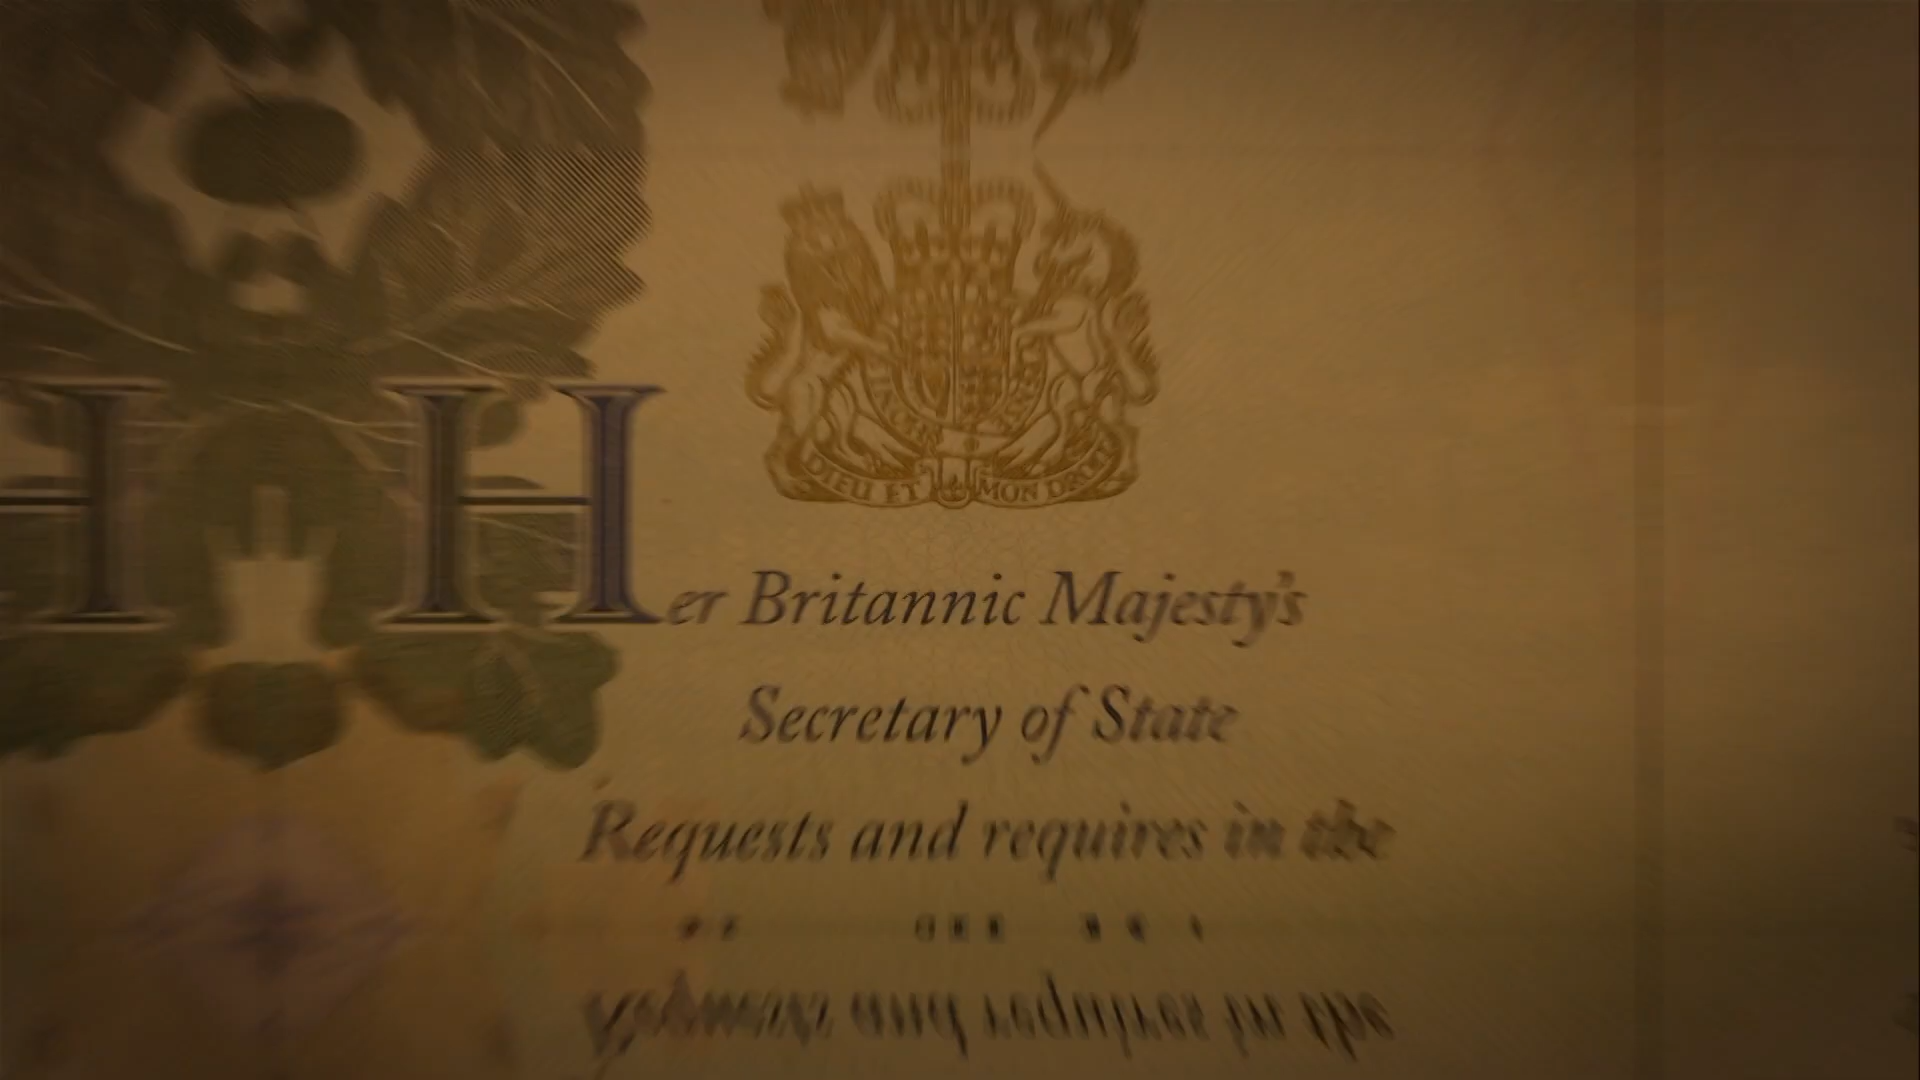 DIEU ET MON DROIT
Her Britannic Majesty's
Secretary of State
Requests and requires in the